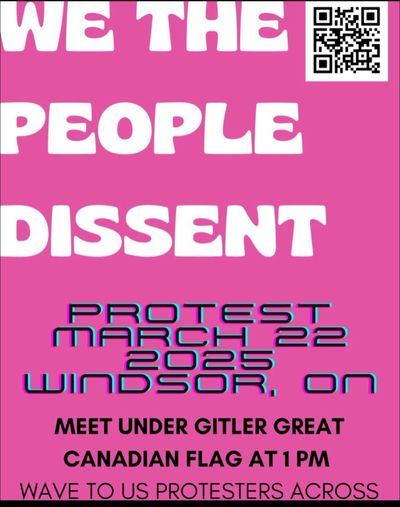 WE THE
PEOPLE
DISSENT
PROTEST
MARCH 22
2025
WINDSOR, ON
MEET UNDER GITLER GREAT
CANADIAN FLAG AT 1 PM
WAVE TO US PROTESTERS ACROSS